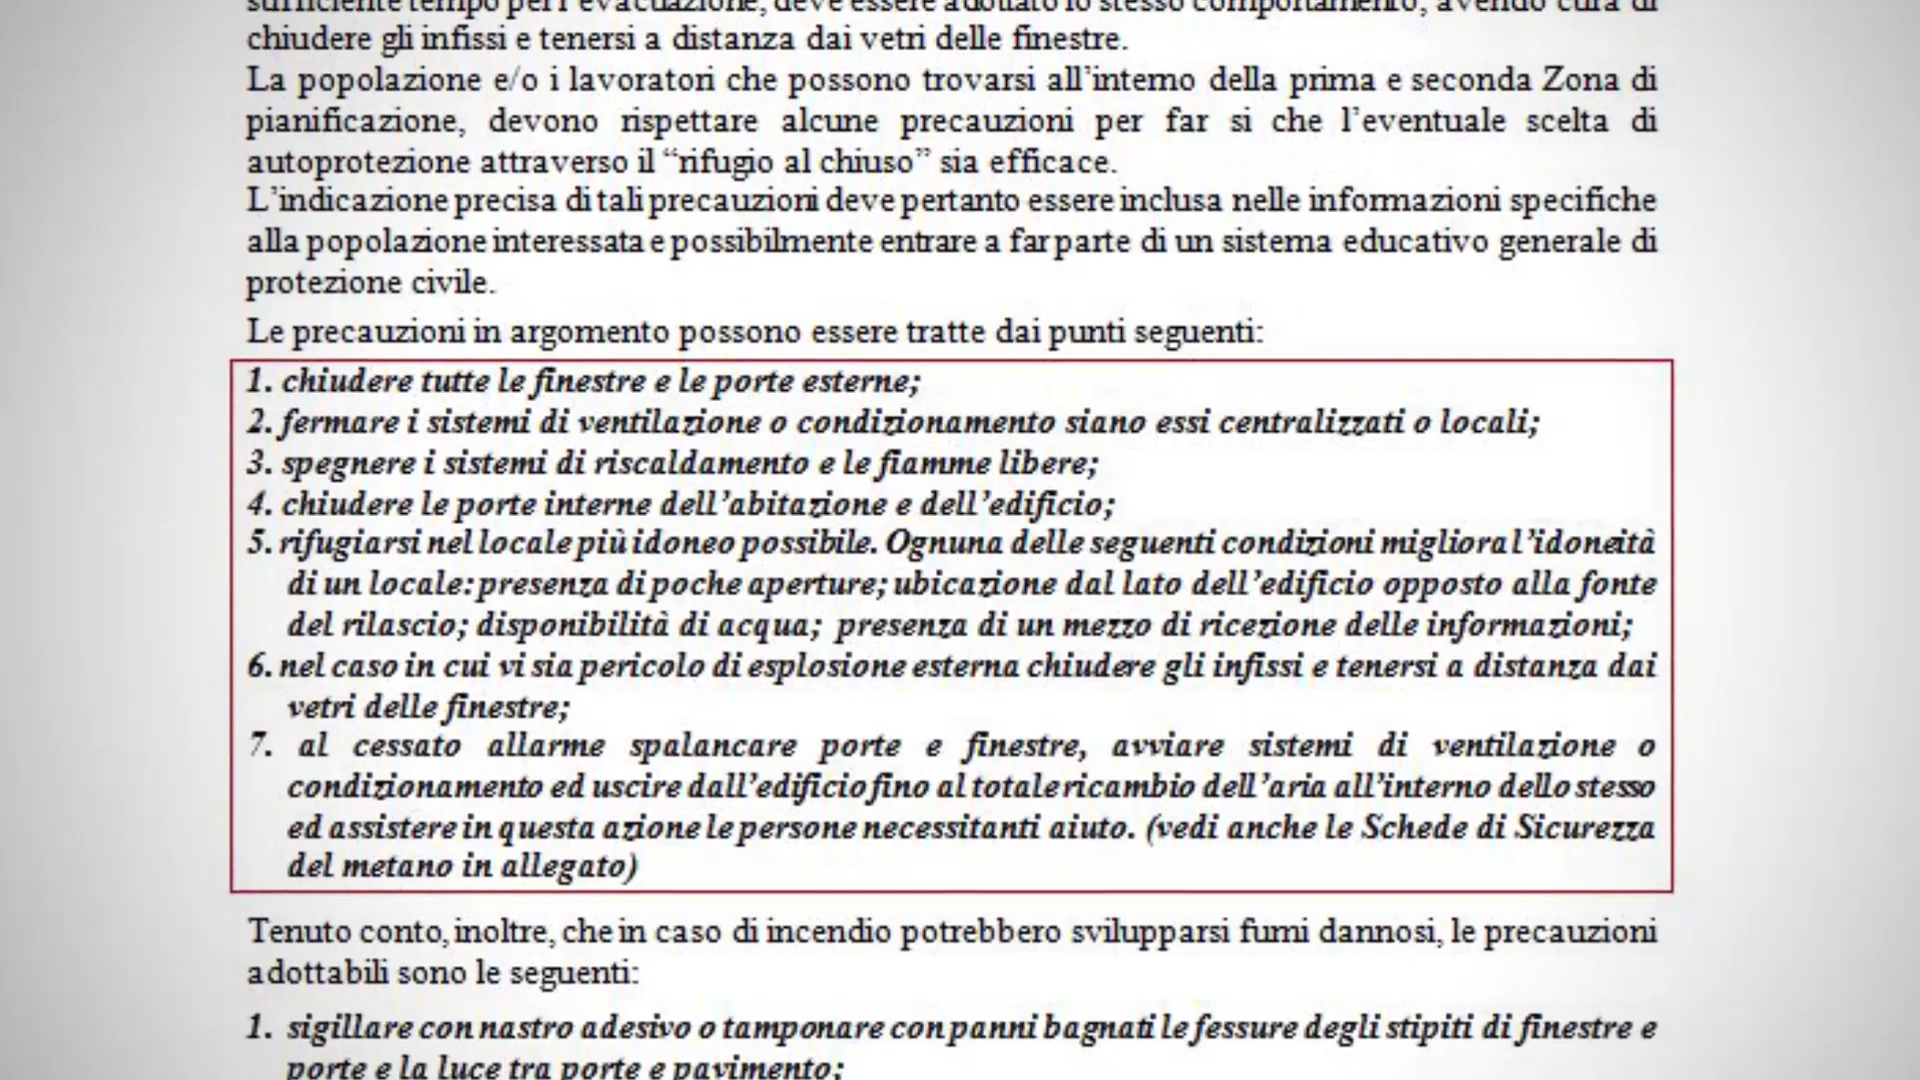 sufficiente tempo per l'evacuazione, deve essere adottato lo stesso comportamento, avendo cura di
chiudere gli infissi e tenersi a distanza dai vetri delle finestre.
La popolazione e/o i lavoratori che possono trovarsi all'interno della prima e seconda Zona di
pianificazione, devono rispettare alcune precauzioni per far si che l'eventuale scelta di
autoprotezione attraverso il “rifugio al chiuso” sia efficace.
L'indicazione precisa di tali precauzioni deve pertanto essere inclusa nelle informazioni specifiche
alla popolazione interessata e possibilmente entrare a far parte di un sistema educativo generale di
protezione civile.
Le precauzioni in argomento possono essere tratte dai punti seguenti:
1. chiudere tutte le finestre e le porte esterne;
2. fermare i sistemi di ventilazione o condizionamento siano essi centralizzati o locali;
3. spegnere i sistemi di riscaldamento e le fiamme libere;
4. chiudere le porte interne dell'abitazione e dell'edificio;
5. rifugiarsi nel locale più idoneo possibile. Ognuna delle seguenti condizioni migliora l'idoneità
di un locale: presenza di poche aperture; ubicazione dal lato dell'edificio opposto alla fonte
del rilascio; disponibilità di acqua; presenza di un mezzo di ricezione delle informazioni;
6. nel caso in cui vi sia pericolo di esplosione esterna chiudere gli infissi e tenersi a distanza dai
vetri delle finestre;
7. al cessato allarme spalancare porte e finestre, avviare sistemi di ventilazione o
condizionamento ed uscire dall'edificio fino al totale ricambio dell'aria all'interno dello stesso
ed assistere in questa azione le persone necessitanti aiuto. (vedi anche le Schede di Sicurezza
del metano in allegato)
Tenuto conto, inoltre, che in caso di incendio potrebbero svilupparsi fumi dannosi, le precauzioni
adottabili sono le seguenti:
1. sigillare con nastro adesivo o tamponare con panni bagnati le fessure degli stipiti di finestre e
porte e la luce tra porte e pavimento;